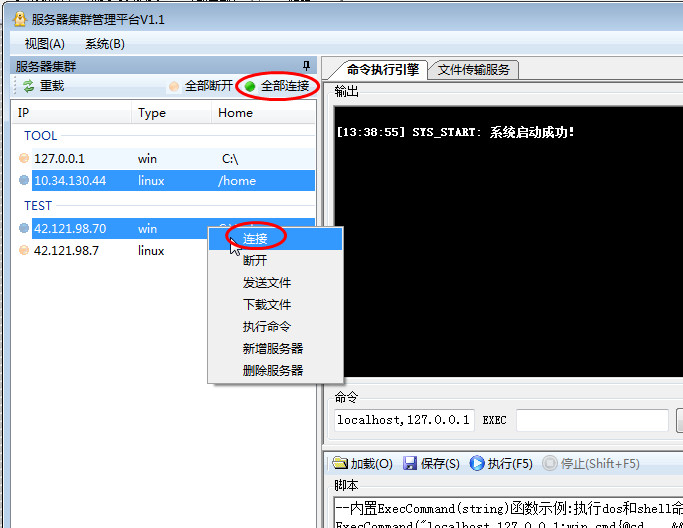 服务器集群管理平台V1.1
视图(A) 系统(B)
服务器集群
重载 全部断开 全部连接
IP Type Home
TOOL
127.0.0.1 win C:\
10.34.130.44 linux /home
TEST
42.121.98.70 win
42.121.98.7 linux
连接
断开
发送文件
下载文件
执行命令
新增服务器
删除服务器
命令执行引擎 文件传输服务
输出
[13:38:55] SYS_START: 系统启动成功!
命令
localhost,127.0.0.1 EXEC
加载(O) 保存(S) 执行(F5) 停止(Shift+F5)
脚本
--内置ExecCommand(string)函数示例:执行dos和shell命
ExecCommand("localhost,127.0.0.1:win cmd{@cd